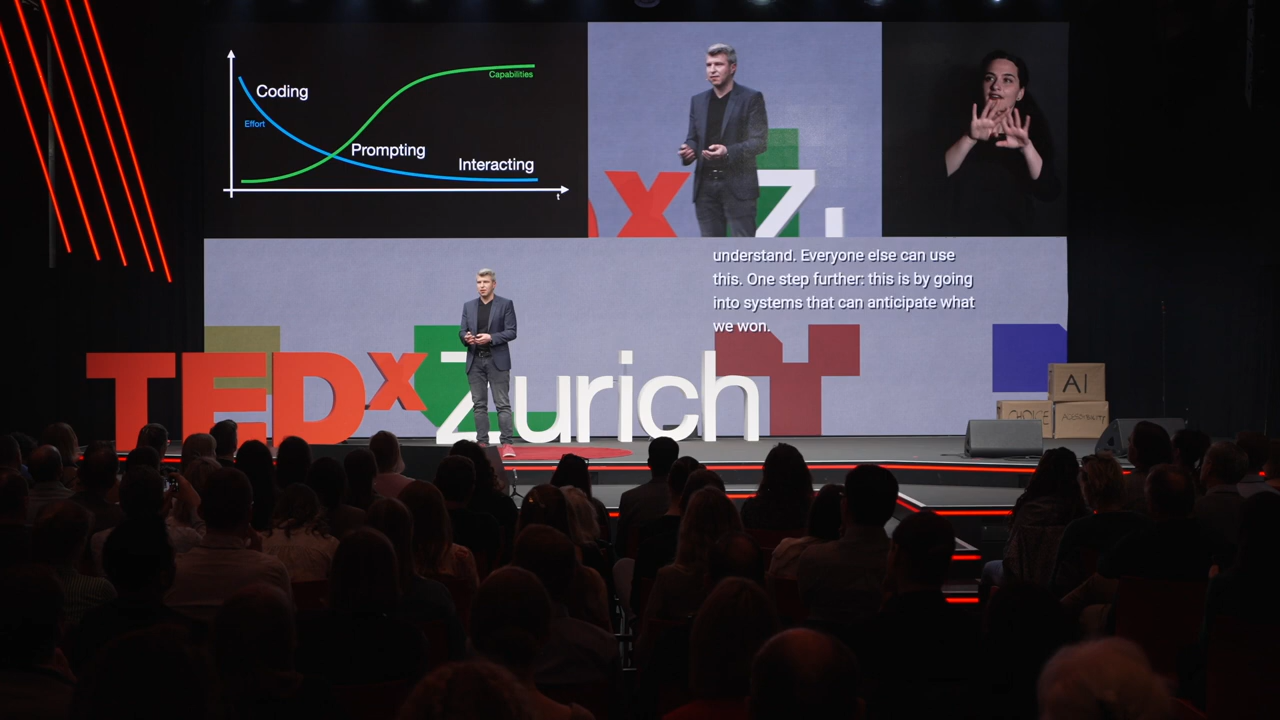 Coding
Capabilities
Effort
Prompting
Interacting
t
x Z
understand. Everyone else can use
this. One step further: this is by going
into systems that can anticipate what
we won.
TEDx Zurich
AI
CHOICE
ACCESSIBILITY